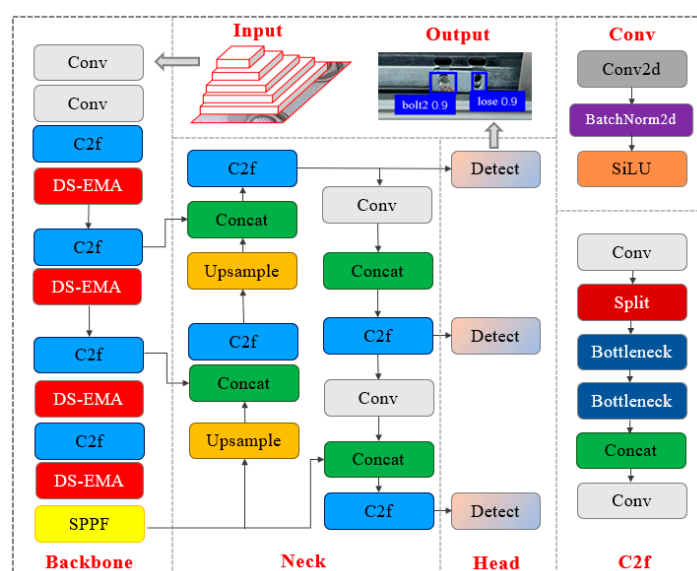 Input
Output
Conv
Conv
Conv
C2f
DS-EMA
C2f
DS-EMA
C2f
DS-EMA
C2f
DS-EMA
SPPF
Backbone
bolt2 0.9
lose 0.9
C2f
Concat
Upsample
C2f
Concat
Upsample
Conv
Concat
C2f
Conv
Concat
C2f
Neck
Detect
Detect
Detect
Head
Conv2d
BatchNorm2d
SiLU
Conv
Split
Bottleneck
Bottleneck
Concat
Conv
C2f